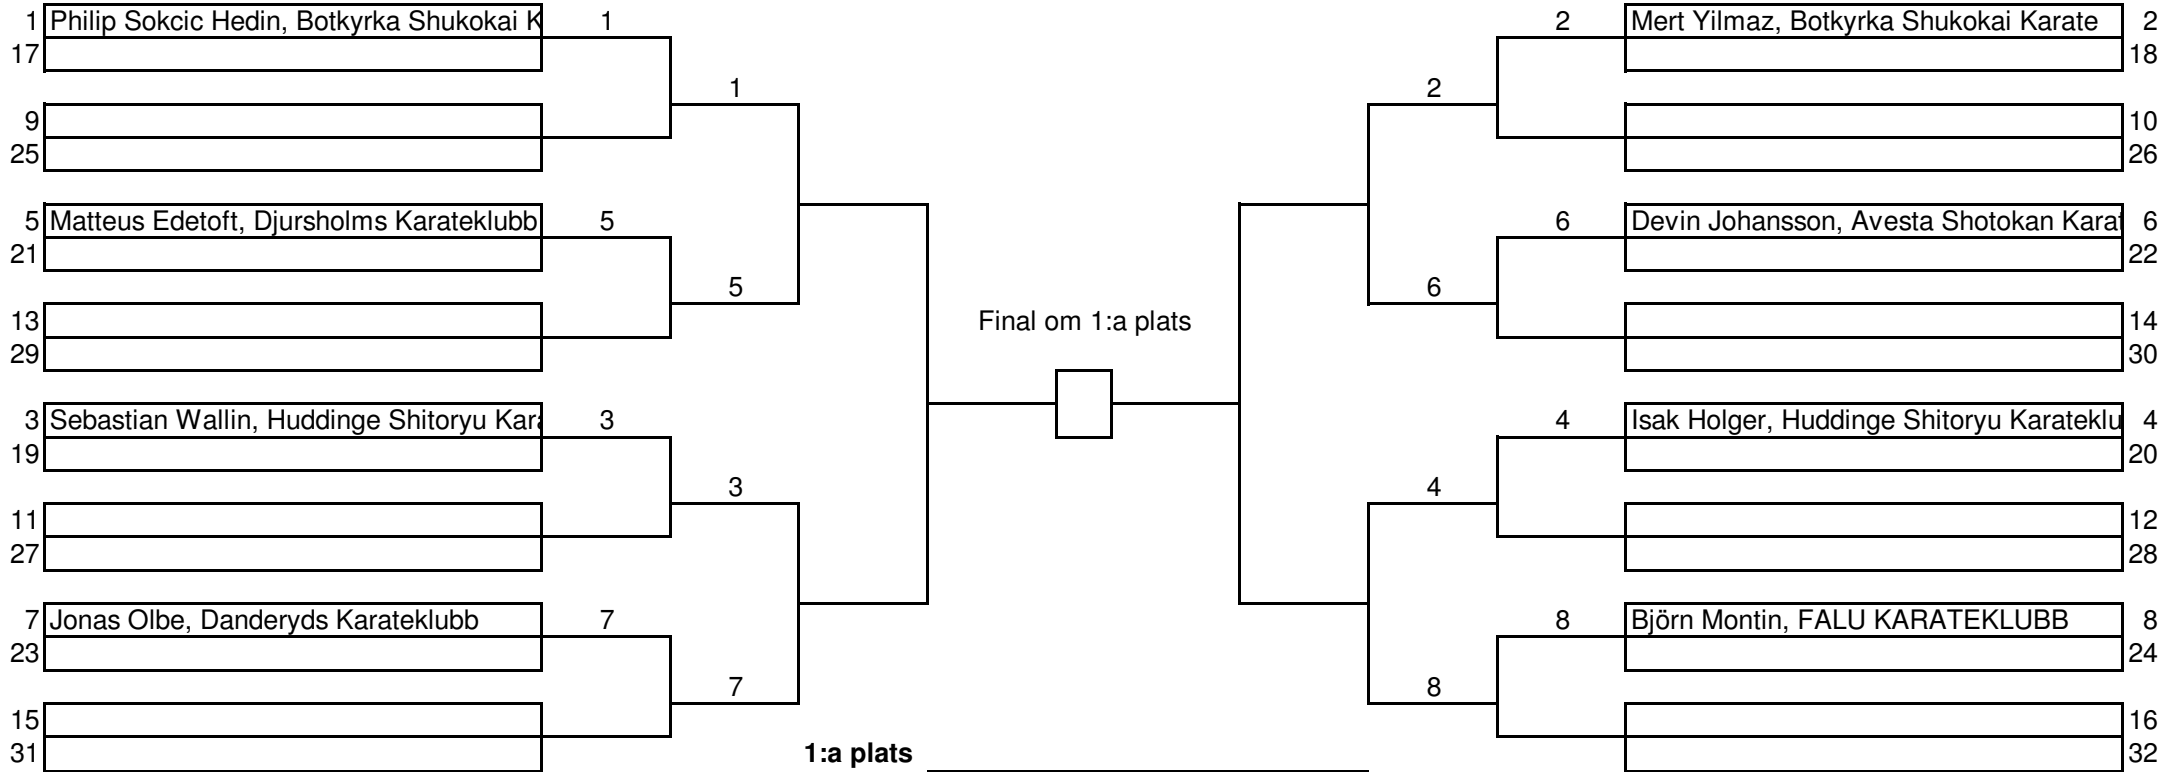 1 Philip Sokcic Hedin, Botkyrka Shukokai K 1 2 Mert Yilmaz, Botkyrka Shukokai Karate 2
17 18
1 2
9 10
25 26
5 Matteus Edetoft, Djursholms Karateklubb 5 6 Devin Johansson, Avesta Shotokan Karat 6
21 22
5 6
13 Final om 1:a plats 14
29 30
3 Sebastian Wallin, Huddinge Shitoryu Kara 3 4 Isak Holger, Huddinge Shitoryu Karateklu 4
19 20
3 4
11 12
27 28
7 Jonas Olbe, Danderyds Karateklubb 7 8 Björn Montin, FALU KARATEKLUBB 8
23 24
7 8
15 16
31 1:a plats 32